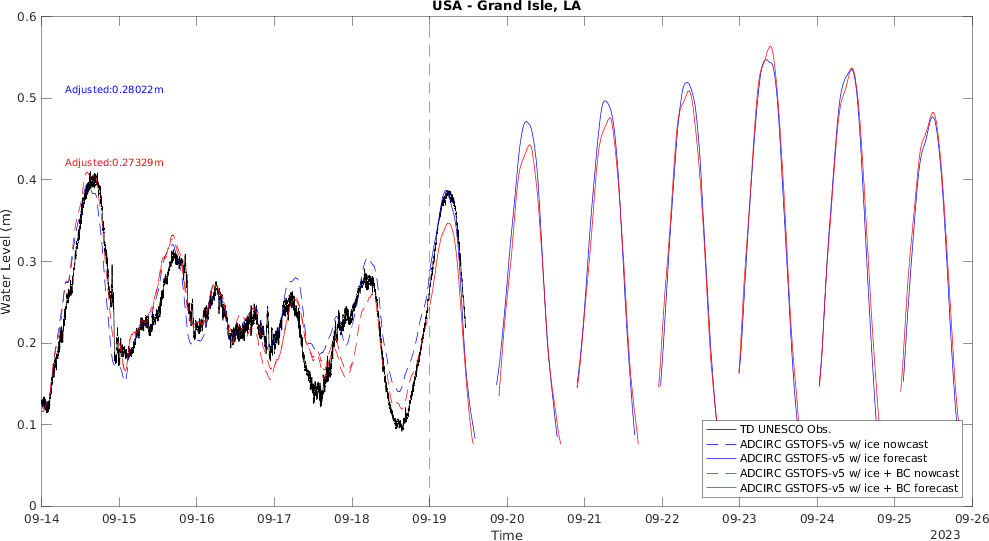 USA - Grand Isle, LA
0.6
0.5
0.4
0.3
0.2
0.1
0
Water Level (m)
Adjusted:0.28022m
Adjusted:0.27329m
TD UNESCO Obs.
ADCIRC GSTOFS-v5 w/ ice nowcast
ADCIRC GSTOFS-v5 w/ ice forecast
ADCIRC GSTOFS-v5 w/ ice + BC nowcast
ADCIRC GSTOFS-v5 w/ ice + BC forecast
09-14 09-15 09-16 09-17 09-18 09-19 09-20 09-21 09-22 09-23 09-24 09-25 09-26
Time
2023